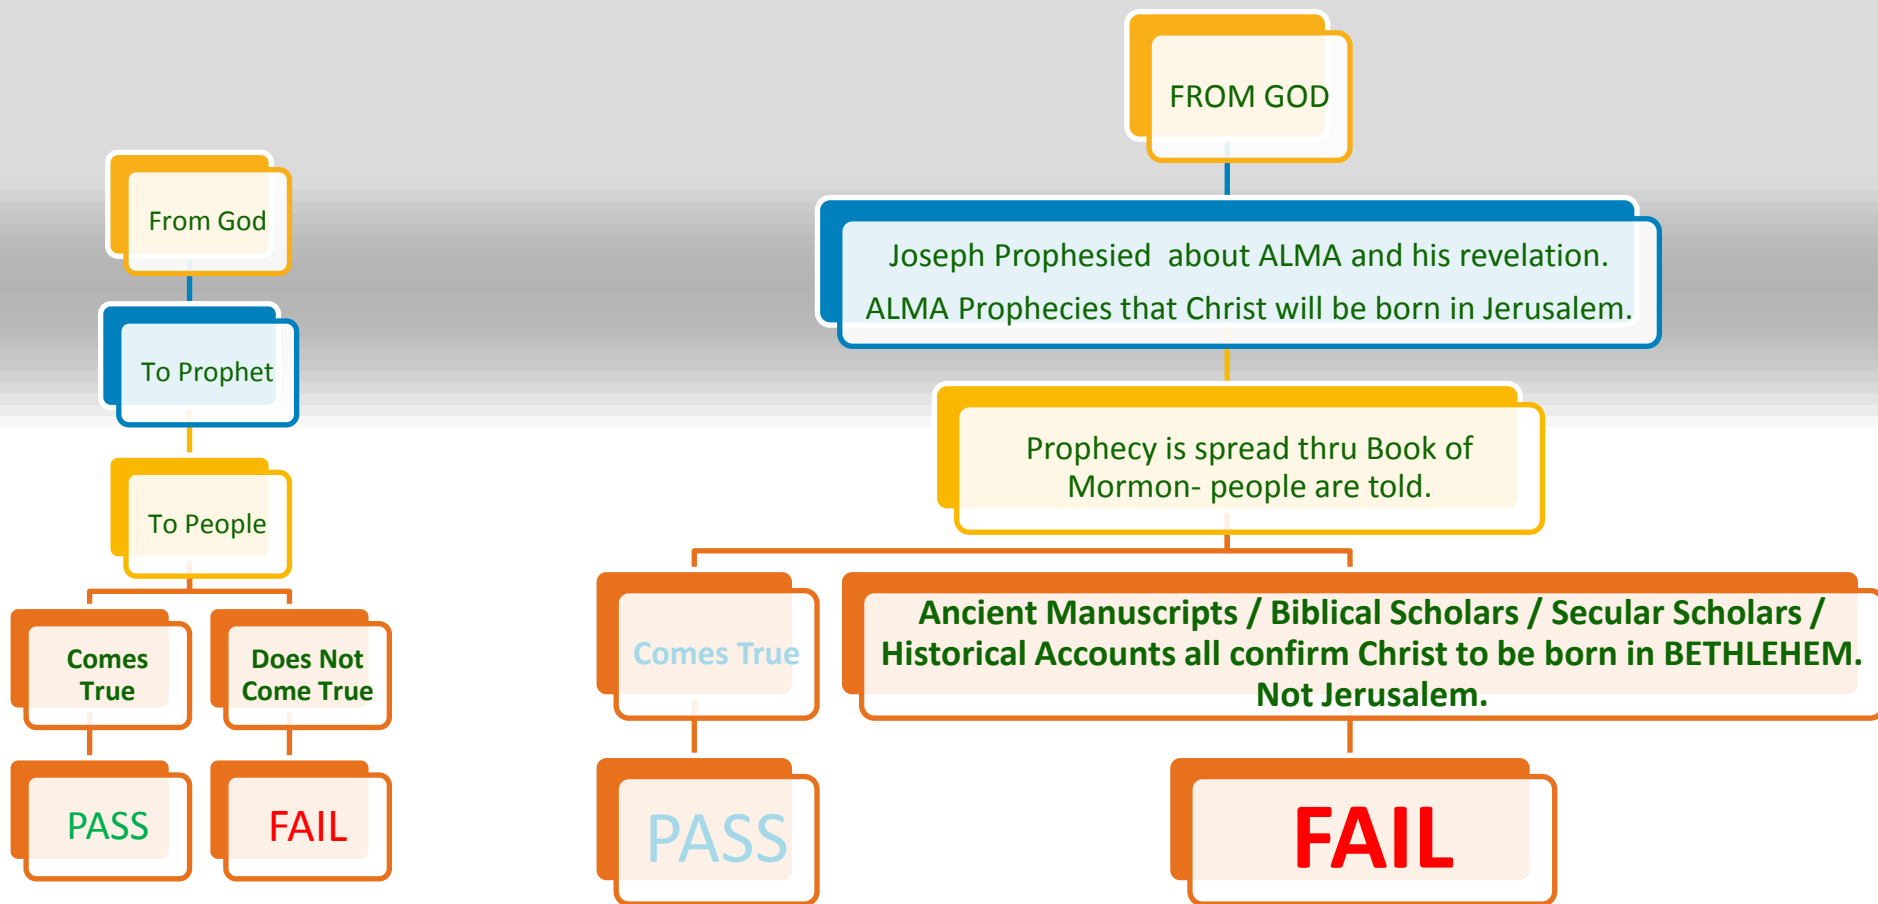 From God
To Prophet
To People
Comes
True
Does Not
Come True
PASS
FAIL
FROM GOD
Joseph Prophesied  about ALMA and his revelation.
ALMA Prophecies that Christ will be born in Jerusalem.
Prophecy is spread thru Book of
Mormon- people are told.
Comes True
Ancient Manuscripts / Biblical Scholars / Secular Scholars /
Historical Accounts all confirm Christ to be born in BETHLEHEM.
Not Jerusalem.
PASS
FAIL